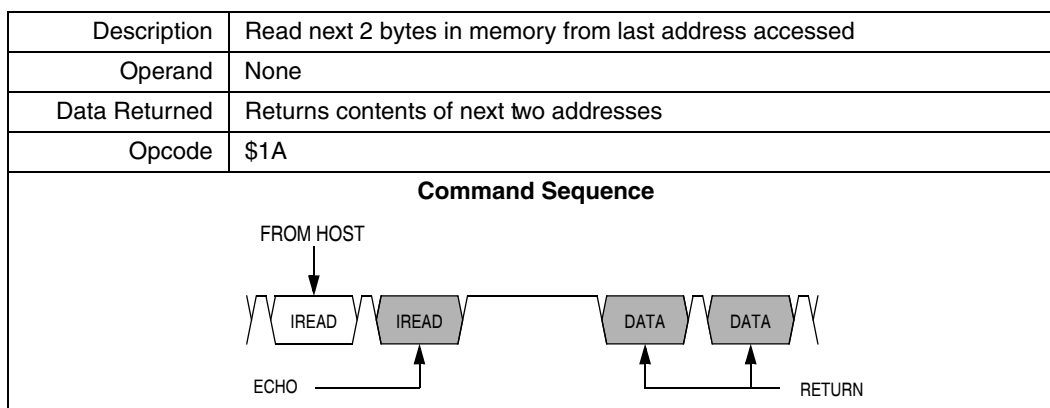 Description Read next 2 bytes in memory from last address accessed
Operand None
Data Returned Returns contents of next two addresses
Opcode $1A
Command Sequence
FROM HOST
IREAD IREAD DATA DATA
ECHO RETURN